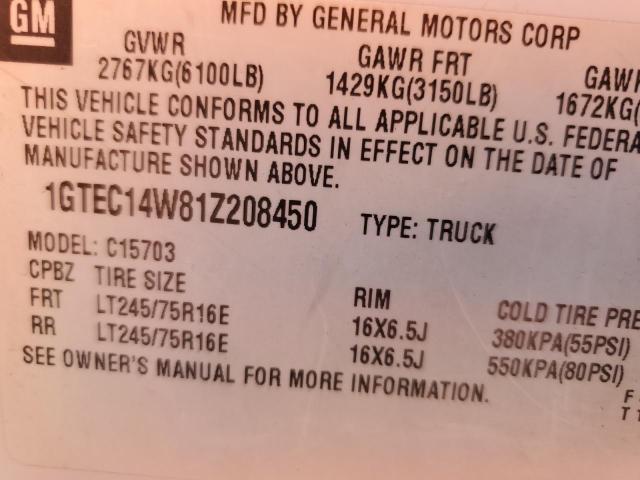 GM
MFD BY GENERAL MOTORS CORP
GVWR GAWR FRT GAWR
2767KG(6100LB) 1429KG(3150LB) 1672KG(
THIS VEHICLE CONFORMS TO ALL APPLICABLE U.S. FEDERA
VEHICLE SAFETY STANDARDS IN EFFECT ON THE DATE OF
MANUFACTURE SHOWN ABOVE.
1GTEC14W81Z208450 TYPE: TRUCK
MODEL: C15703
CPBZ TIRE SIZE RIM COLD TIRE PRE
FRT LT245/75R16E 16X6.5J 380KPA(55PSI)
RR LT245/75R16E 16X6.5J 550KPA(80PSI)
SEE OWNER'S MANUAL FOR MORE INFORMATION.
F
T1